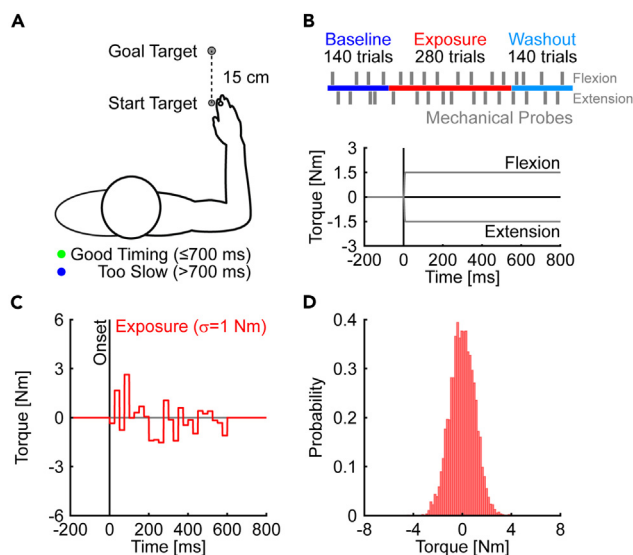 A
Goal Target
15 cm
Start Target
Good Timing (≤700 ms)
Too Slow (>700 ms)
B
Baseline Exposure Washout
140 trials 280 trials 140 trials
Flexion
Extension
Mechanical Probes
Torque [Nm]
3
1.5
0
-1.5
-3
Flexion
Extension
-200 0 200 400 600 800
Time [ms]
C
Torque [Nm]
6
3
0
-3
-6
Onset
Exposure (σ=1 Nm)
-200 0 200 400 600 800
Time [ms]
D
Probability
0.4
0.3
0.2
0.1
0
-8 -4 0 4 8
Torque [Nm]